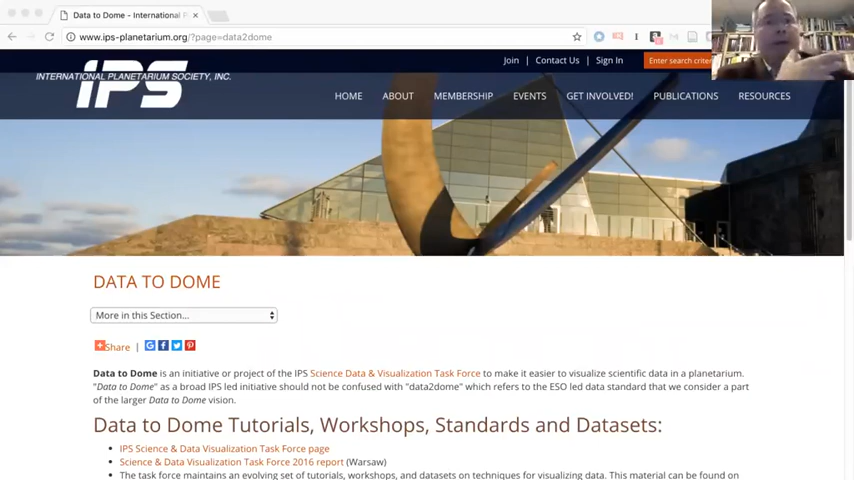 Data to Dome - International P
www.ips-planetarium.org/?page=data2dome
Join | Contact Us | Sign In
Enter search criter
INTERNATIONAL PLANETARIUM SOCIETY, INC.
IPS
HOME ABOUT MEMBERSHIP EVENTS GET INVOLVED! PUBLICATIONS RESOURCES
DATA TO DOME
More in this Section...
Share |
Data to Dome is an initiative or project of the IPS Science Data & Visualization Task Force to make it easier to visualize scientific data in a planetarium.
"Data to Dome" as a broad IPS led initiative should not be confused with "data2dome" which refers to the ESO led data standard that we consider a part
of the larger Data to Dome vision.
Data to Dome Tutorials, Workshops, Standards and Datasets:
IPS Science & Data Visualization Task Force page
Science & Data Visualization Task Force 2016 report (Warsaw)
The task force maintains an evolving set of tutorials, workshops, and datasets on techniques for visualizing data. This material can be found on